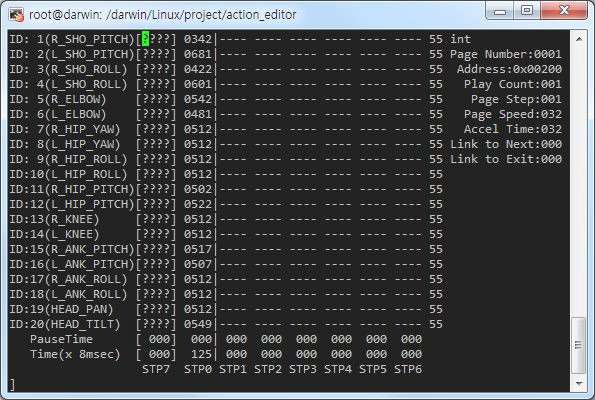 root@darwin: /darwin/Linux/project/action_editor
ID: 1(R_SHO_PITCH)[????] 0342|---- ---- ---- ---- ---- ---- 55 int
ID: 2(L_SHO_PITCH)[????] 0681|---- ---- ---- ---- ---- ---- 55 Page Number:0001
ID: 3(R_SHO_ROLL) [????] 0422|---- ---- ---- ---- ---- ---- 55 Address:0x00200
ID: 4(L_SHO_ROLL) [????] 0601|---- ---- ---- ---- ---- ---- 55 Play Count:001
ID: 5(R_ELBOW) [????] 0542|---- ---- ---- ---- ---- ---- 55 Page Step:001
ID: 6(L_ELBOW) [????] 0481|---- ---- ---- ---- ---- ---- 55 Page Speed:032
ID: 7(R_HIP_YAW) [????] 0512|---- ---- ---- ---- ---- ---- 55 Accel Time:032
ID: 8(L_HIP_YAW) [????] 0512|---- ---- ---- ---- ---- ---- 55 Link to Next:000
ID: 9(R_HIP_ROLL) [????] 0512|---- ---- ---- ---- ---- ---- 55 Link to Exit:000
ID:10(L_HIP_ROLL) [????] 0512|---- ---- ---- ---- ---- ---- 55
ID:11(R_HIP_PITCH)[????] 0502|---- ---- ---- ---- ---- ---- 55
ID:12(L_HIP_PITCH)[????] 0522|---- ---- ---- ---- ---- ---- 55
ID:13(R_KNEE) [????] 0512|---- ---- ---- ---- ---- ---- 55
ID:14(L_KNEE) [????] 0512|---- ---- ---- ---- ---- ---- 55
ID:15(R_ANK_PITCH)[????] 0517|---- ---- ---- ---- ---- ---- 55
ID:16(L_ANK_PITCH)[????] 0507|---- ---- ---- ---- ---- ---- 55
ID:17(R_ANK_ROLL) [????] 0512|---- ---- ---- ---- ---- ---- 55
ID:18(L_ANK_ROLL) [????] 0512|---- ---- ---- ---- ---- ---- 55
ID:19(HEAD_PAN) [????] 0512|---- ---- ---- ---- ---- ---- 55
ID:20(HEAD_TILT) [????] 0549|---- ---- ---- ---- ---- ---- 55
PauseTime [ 000] 000| 000 000 000 000 000 000
Time(x 8msec) [ 000] 125| 000 000 000 000 000 000
STP7 STP0 STP1 STP2 STP3 STP4 STP5 STP6
]